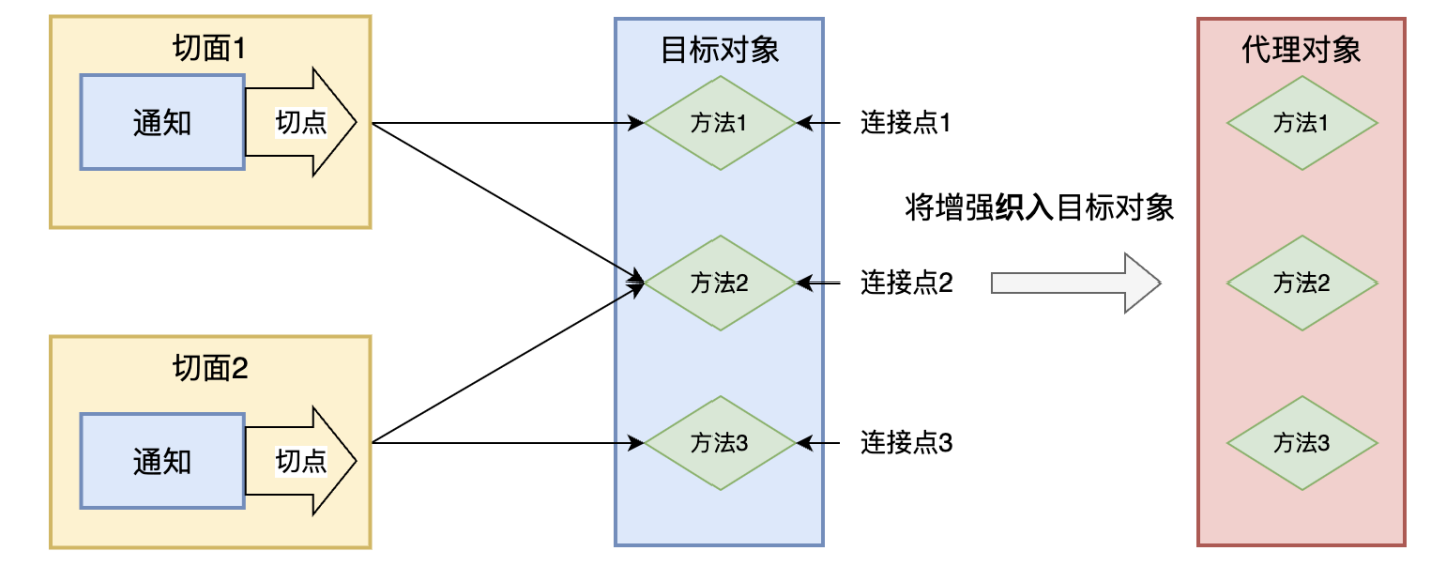 切面1
通知
切点
切面2
通知
切点
目标对象
方法1
方法2
方法3
连接点1
连接点2
连接点3
将增强织入目标对象
代理对象
方法1
方法2
方法3